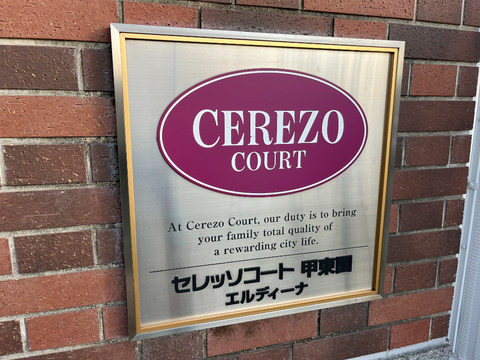 CEREZO
COURT
At Cerezo Court, our duty is to bring
your family total quality of
a rewarding city life.
セレッソコート 甲東園
エルディーナ